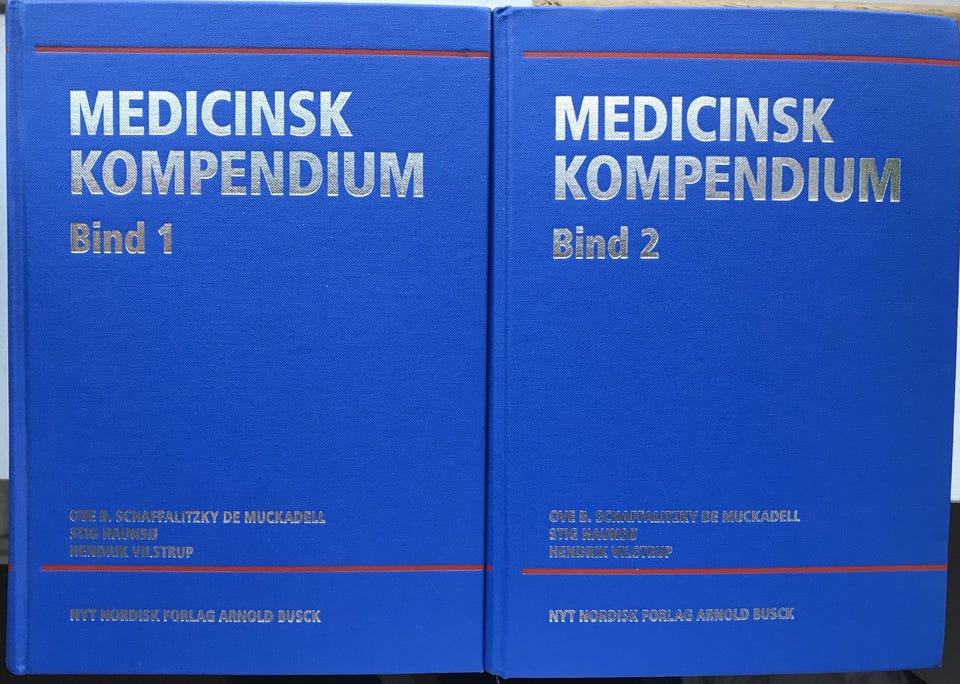 MEDICINSK
KOMPENDIUM
Bind 1
OVE B. SCHAFFALITZKY DE MUCKADELL
STIG HAUNSØ
HENDRIK VILSTRUP
NYT NORDISK FORLAG ARNOLD BUSCK
MEDICINSK
KOMPENDIUM
Bind 2
OVE B. SCHAFFALITZKY DE MUCKADELL
STIG HAUNSØ
HENDRIK VILSTRUP
NYT NORDISK FORLAG ARNOLD BUSCK